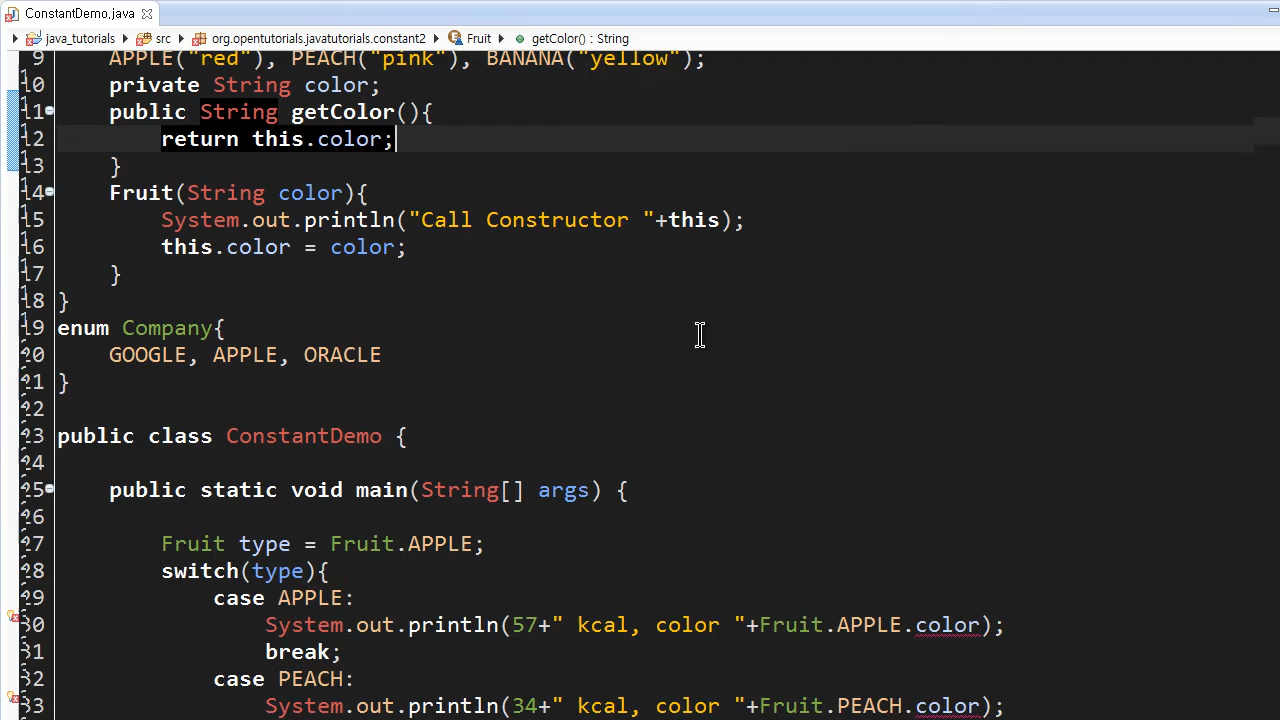 ConstantDemo.java
java_tutorials src org.opentutorials.javatutorials.constant2 Fruit getColor() : String
9 APPLE("red"), PEACH("pink"), BANANA("yellow");
10 private String color;
11 public String getColor(){
12 return this.color;
13 }
14 Fruit(String color){
15 System.out.println("Call Constructor "+this);
16 this.color = color;
17 }
18 }
19 enum Company{
20 GOOGLE, APPLE, ORACLE
21 }
22
23 public class ConstantDemo {
24
25 public static void main(String[] args) {
26
27 Fruit type = Fruit.APPLE;
28 switch(type){
29 case APPLE:
30 System.out.println(57+" kcal, color "+Fruit.APPLE.color);
31 break;
32 case PEACH:
33 System.out.println(34+" kcal, color "+Fruit.PEACH.color);